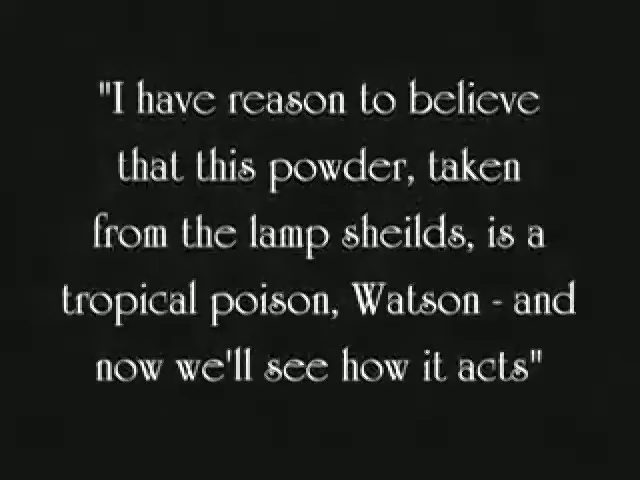 "I have reason to believe
that this powder, taken
from the lamp sheilds, is a
tropical poison, Watson - and
now we'll see how it acts"